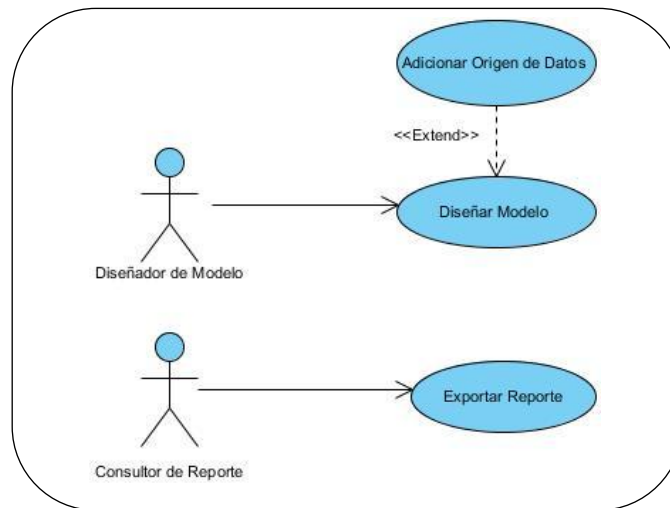 Adicionar Origen de Datos
<<Extend>>
Diseñar Modelo
Diseñador de Modelo
Exportar Reporte
Consultor de Reporte